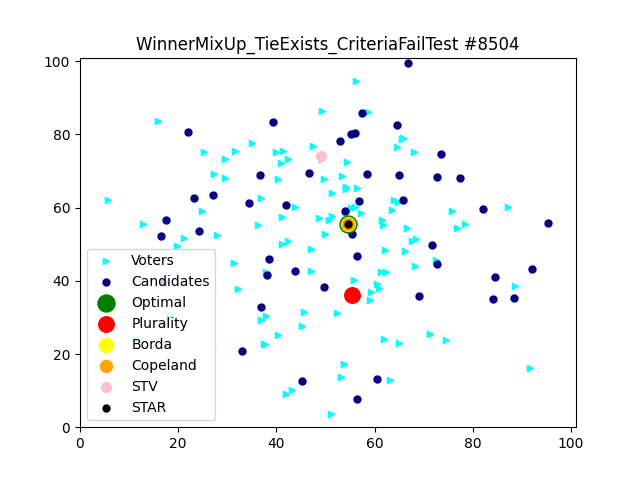 WinnerMixUp_TieExists_CriteriaFailTest #8504
100
80
60
40
20
0
Voters
Candidates
Optimal
Plurality
Borda
Copeland
STV
STAR
0 20 40 60 80 100